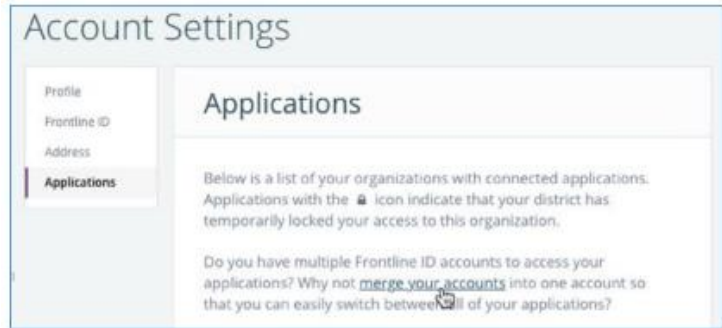 Account Settings
Profile
Frontline ID
Address
Applications
Applications
Below is a list of your organizations with connected applications.
Applications with the icon indicate that your district has
temporarily locked your access to this organization.
Do you have multiple Frontline ID accounts to access your
applications? Why not merge your accounts into one account so
that you can easily switch between all of your applications?